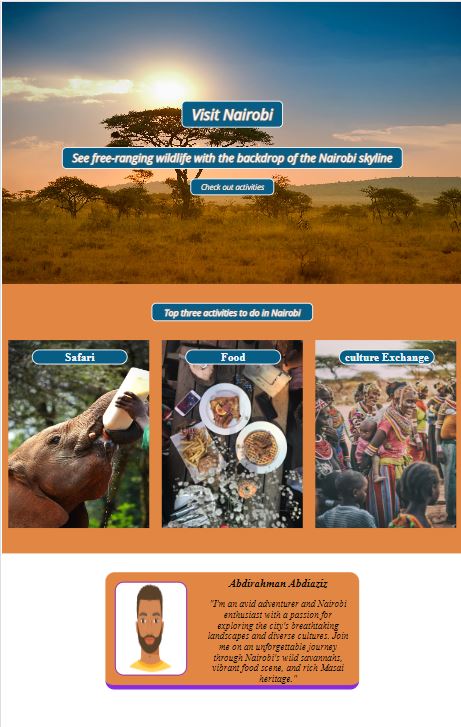 Visit Nairobi
See free-ranging wildlife with the backdrop of the Nairobi skyline
Check out activities
Top three activities to do in Nairobi
Safari
Food
culture Exchange
Abdirahman Abdiaziz
"I'm an avid adventurer and Nairobi
enthusiast with a passion for
exploring the city's breathtaking
landscapes and diverse cultures. Join
me on an unforgettable journey
through Nairobi's wild savannahs,
vibrant food scene, and rich Masai
heritage."